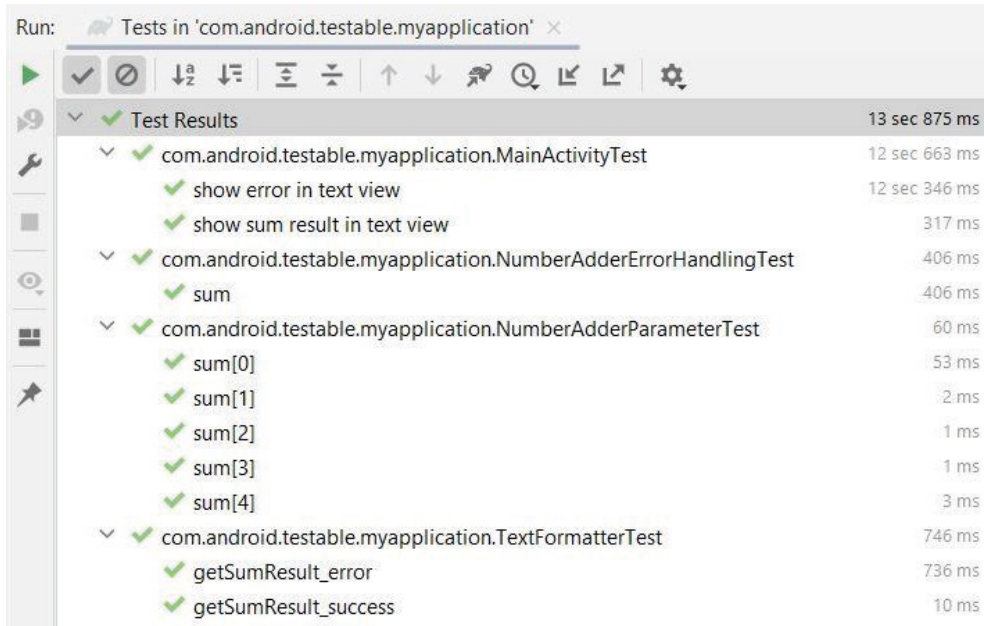 Run: Tests in 'com.android.testable.myapplication' ×
Test Results 13 sec 875 ms
com.android.testable.myapplication.MainActivityTest 12 sec 663 ms
show error in text view 12 sec 346 ms
show sum result in text view 317 ms
com.android.testable.myapplication.NumberAdderErrorHandlingTest 406 ms
sum 406 ms
com.android.testable.myapplication.NumberAdderParameterTest 60 ms
sum[0] 53 ms
sum[1] 2 ms
sum[2] 1 ms
sum[3] 1 ms
sum[4] 3 ms
com.android.testable.myapplication.TextFormatterTest 746 ms
getSumResult_error 736 ms
getSumResult_success 10 ms